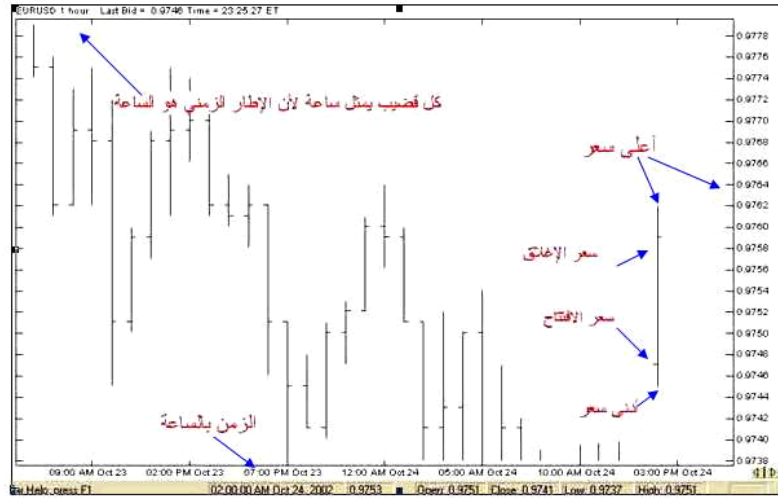 EURUSD 1 hour Last Bid = 0.9746 Time = 23:25:27 ET
كل قضيب يمثل ساعة لأن الإطار الزمني هو الساعة
أعلى سعر
سعر الإغلاق
سعر الافتتاح
أدنى سعر
الزمن بالساعة
0.9778
0.9776
0.9774
0.9772
0.9770
0.9768
0.9766
0.9764
0.9762
0.9760
0.9758
0.9756
0.9754
0.9752
0.9750
0.9748
0.9746
0.9744
0.9742
0.9740
0.9738
09:00 AM Oct 23 02:00 PM Oct 23 07:00 PM Oct 23 12:00 AM Oct 24 05:00 AM Oct 24 10:00 AM Oct 24 03:00 PM Oct 24
Help, press F1 02:00:00 AM Oct 24, 2002 0.9753 Open: 0.9751 Close: 0.9741 Low: 0.9737 High: 0.9751